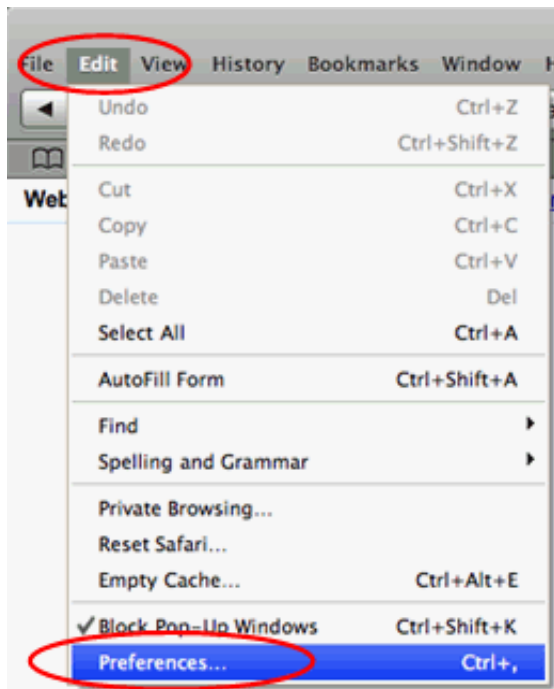 File Edit View History Bookmarks Window
Undo Ctrl+Z
Redo Ctrl+Shift+Z
Web
Cut Ctrl+X
Copy Ctrl+C
Paste Ctrl+V
Delete Del
Select All Ctrl+A
AutoFill Form Ctrl+Shift+A
Find
Spelling and Grammar
Private Browsing...
Reset Safari...
Empty Cache... Ctrl+Alt+E
Block Pop-Up Windows Ctrl+Shift+K
Preferences... Ctrl+,